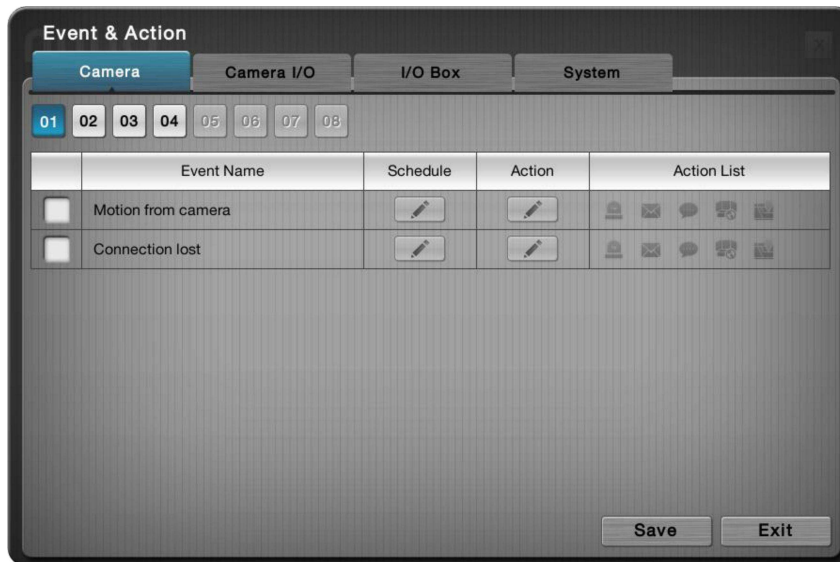 Event & Action
Camera Camera I/O I/O Box System
01 02 03 04 05 06 07 08
Event Name Schedule Action Action List
Motion from camera
Connection lost
Save Exit